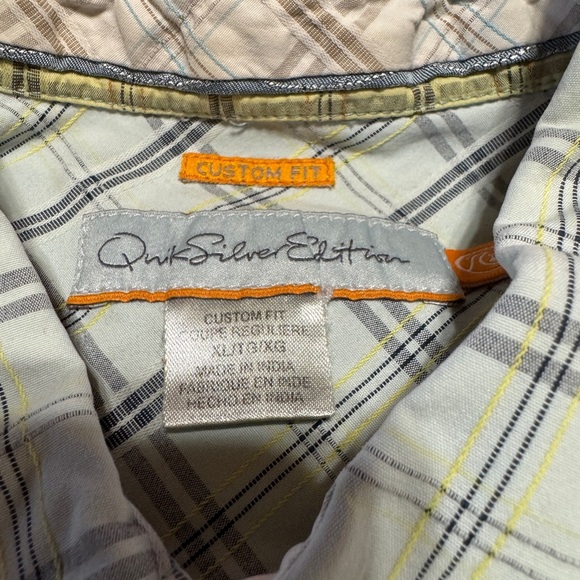 CUSTOM FIT
QuikSilver Edition
CUSTOM FIT
COUPE REGULIERE
XL/TG/XG
MADE IN INDIA
FABRIQUE EN INDE
HECHO EN INDIA